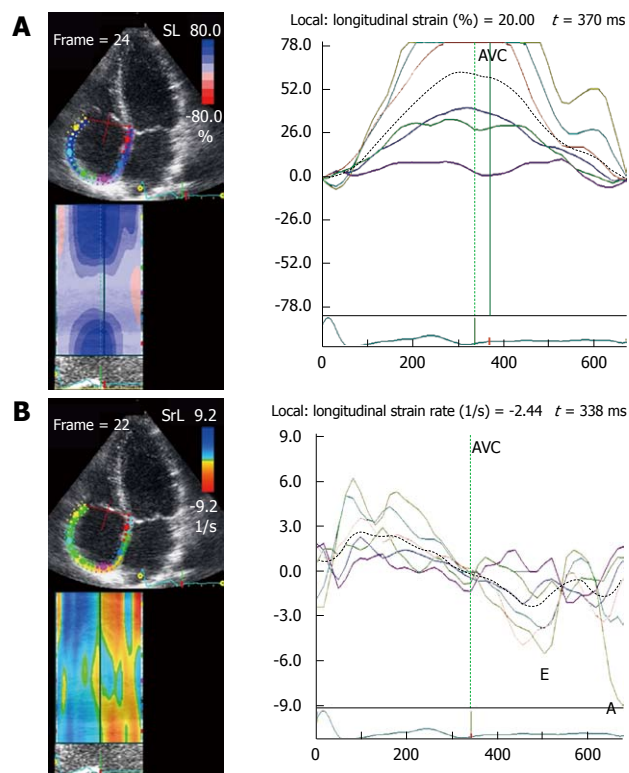 A
Frame = 24
SL 80.0
-80.0
%
Local: longitudinal strain (%) = 20.00 t = 370 ms
78.0
AVC
52.0
26.0
0.0
-26.0
-52.0
-78.0
0 200 400 600
B
Frame = 22
SrL 9.2
-9.2
1/s
Local: longitudinal strain rate (1/s) = -2.44 t = 338 ms
9.0
AVC
6.0
3.0
0.0
-3.0
E
-6.0
-9.0
A
0 200 400 600